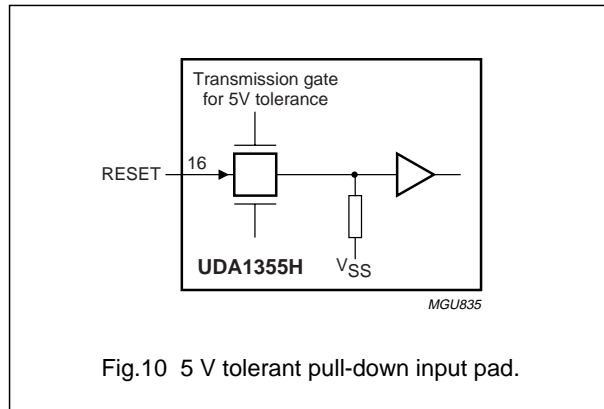 Transmission gate
for 5V tolerance
RESET
16
UDA1355H
VSS
MGU835
Fig.10 5 V tolerant pull-down input pad.